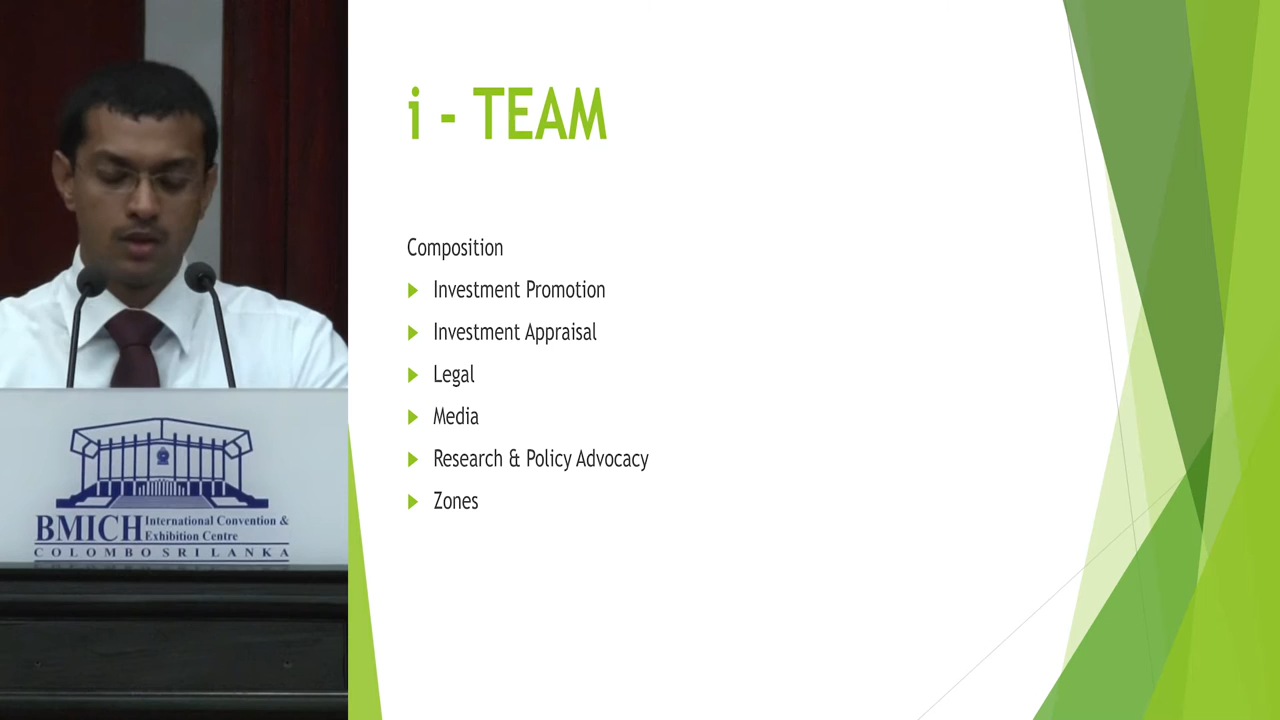 i - TEAM
Composition
Investment Promotion
Investment Appraisal
Legal
Media
Research & Policy Advocacy
Zones
BMICH International Convention &
Exhibition Centre
COLOMBO SRI LANKA